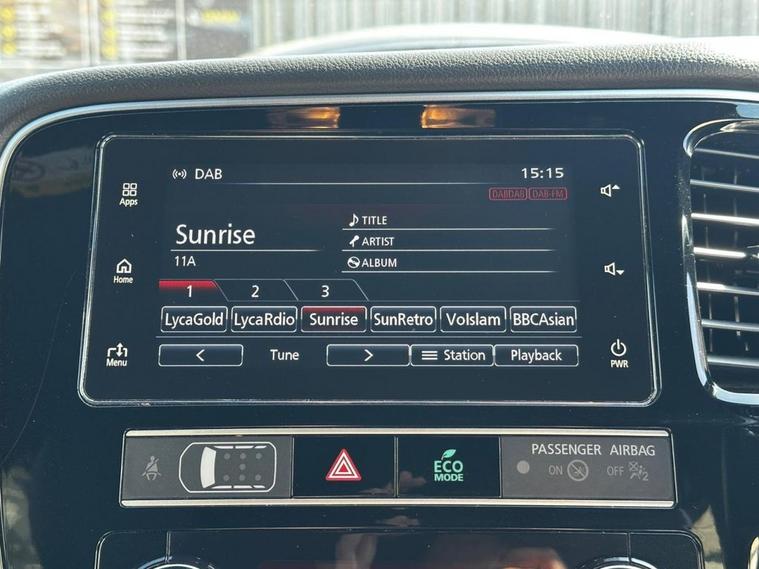 DAB 15:15
DABDAB DAB-FM
Apps
Sunrise
TITLE
11A
ARTIST
ALBUM
Home
1 2 3
LycaGold LycaRdio Sunrise SunRetro VoIslam BBCAsian
Menu
< Tune > Station Playback
PWR
PASSENGER AIRBAG
ECO
MODE
ON OFF 2